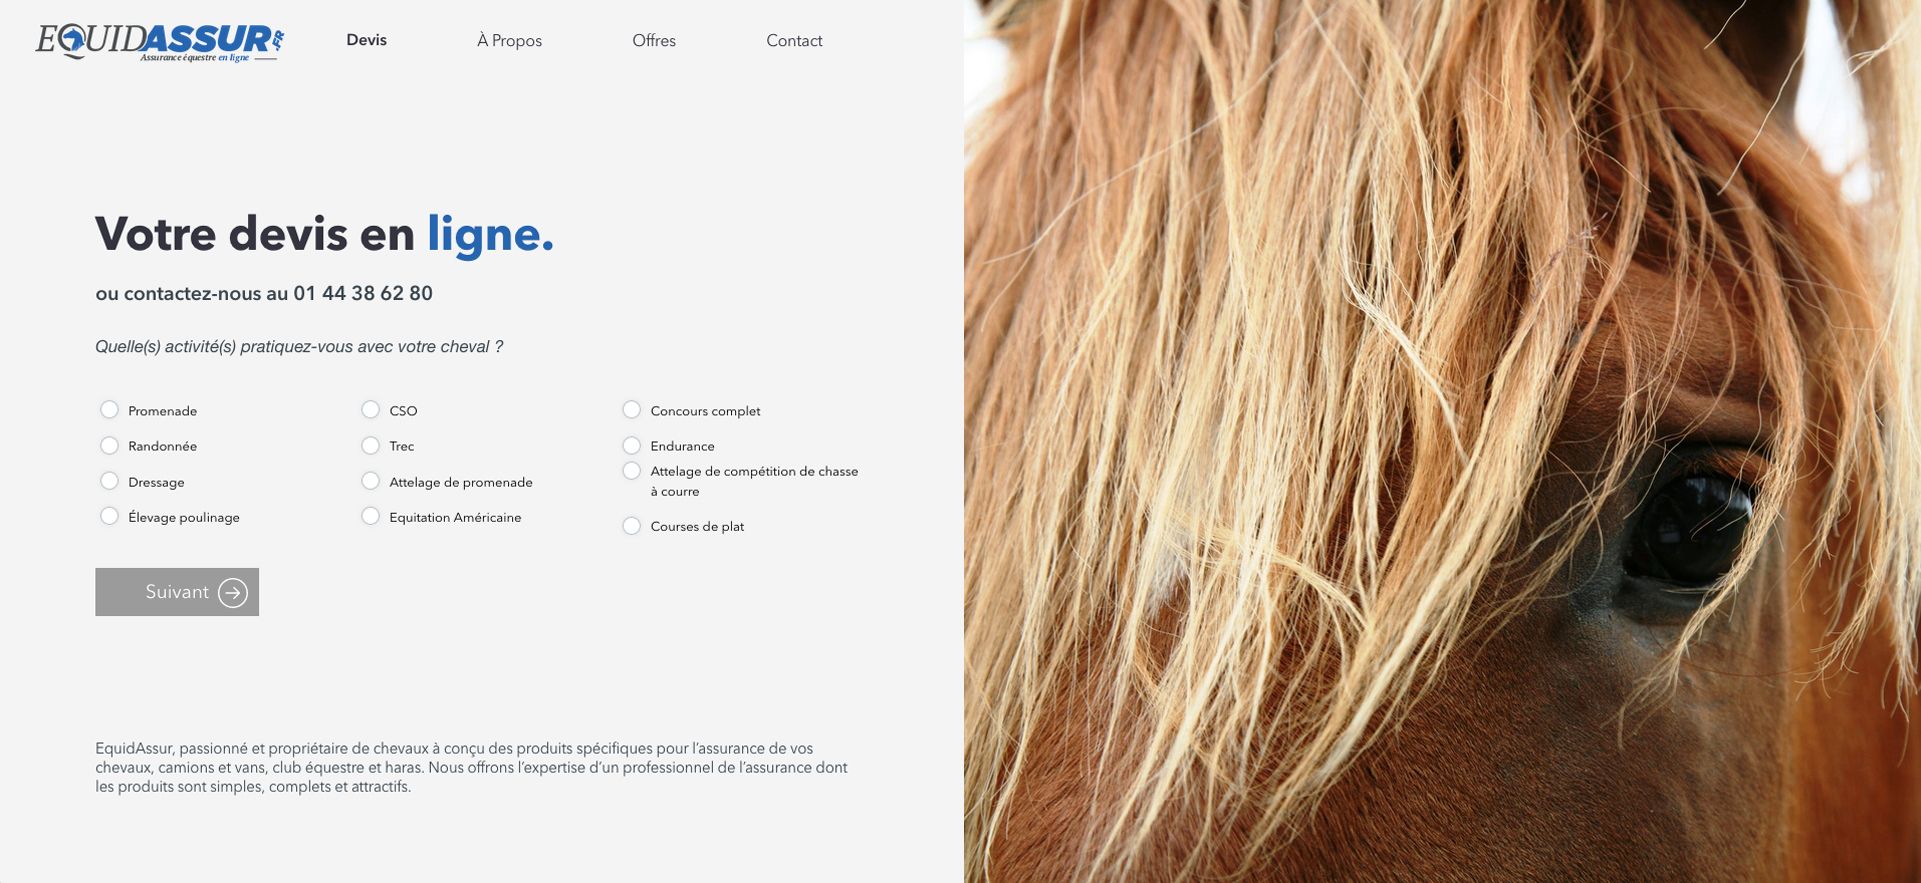 EQUIDASSUR.FR
Assurance équestre en ligne
Devis
À Propos
Offres
Contact
Votre devis en ligne.
ou contactez-nous au 01 44 38 62 80
Quelle(s) activité(s) pratiquez-vous avec votre cheval ?
Promenade
Randonnée
Dressage
Élevage poulinage
CSO
Trec
Attelage de promenade
Equitation Américaine
Concours complet
Endurance
Attelage de compétition de chasse
à courre
Courses de plat
Suivant
EquidAssur, passionné et propriétaire de chevaux à conçu des produits spécifiques pour l’assurance de vos
chevaux, camions et vans, club équestre et haras. Nous offrons l’expertise d’un professionnel de l’assurance dont
les produits sont simples, complets et attractifs.